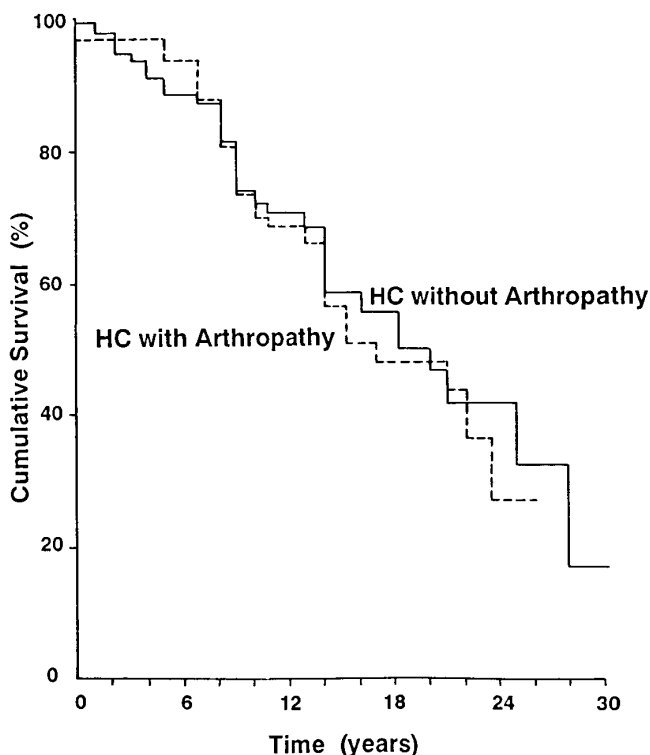 100
80
60
40
20
0
Cumulative Survival (%)
HC without Arthropathy
HC with Arthropathy
0 6 12 18 24 30
Time (years)